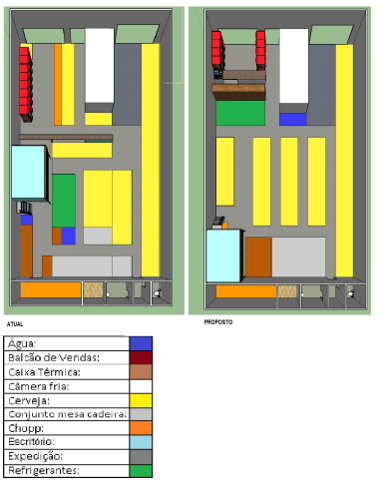 ATUAL
PROPOSTO
Água:
Balcão de Vendas:
Caixa Térmica:
Câmera fria:
Cerveja:
Conjunto mesa cadeira:
Chopp:
Escritório:
Expedição:
Refrigerantes: